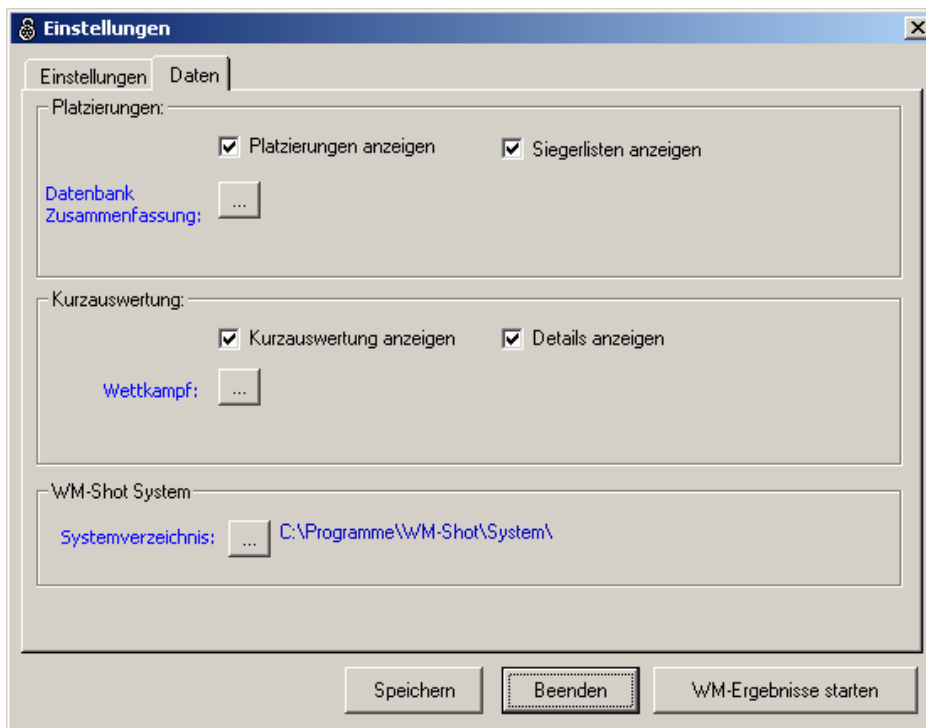 Einstellungen
Einstellungen Daten
Platzierungen:
Platzierungen anzeigen Siegerlisten anzeigen
Datenbank
Zusammenfassung: ...
Kurzauswertung:
Kurzauswertung anzeigen Details anzeigen
Wettkampf: ...
WM-Shot System
Systemverzeichnis: ... C:\Programme\WM-Shot\System\
Speichern Beenden WM-Ergebnisse starten